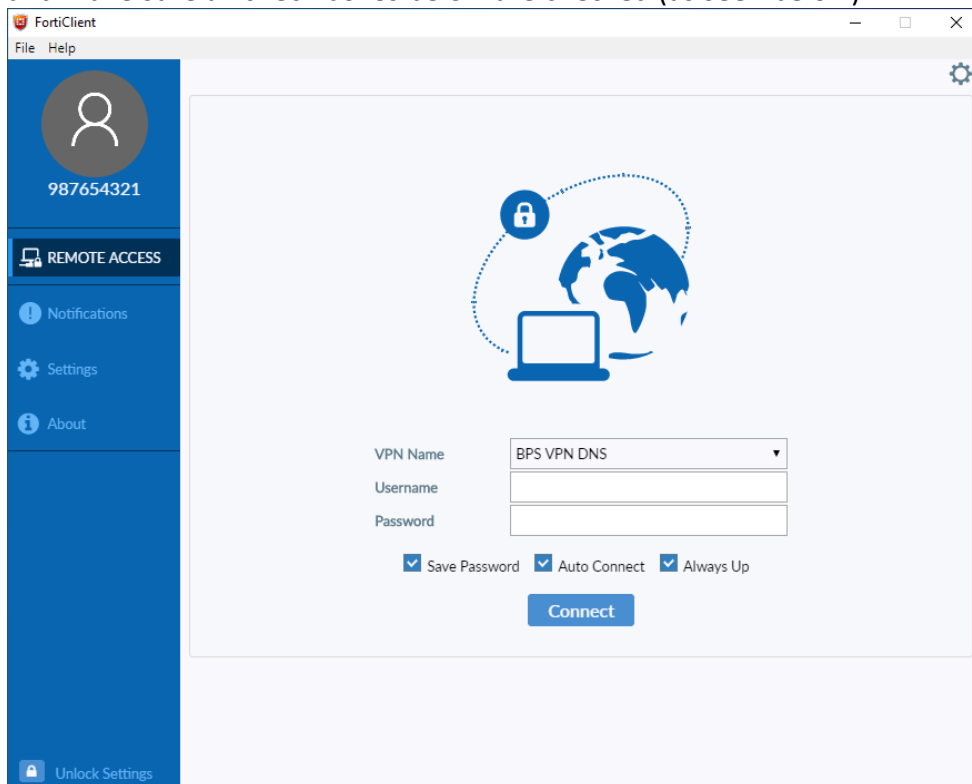 FortiClient
File Help
987654321
REMOTE ACCESS
Notifications
Settings
About
VPN Name BPS VPN DNS
Username
Password
Save Password Auto Connect Always Up
Connect
Unlock Settings